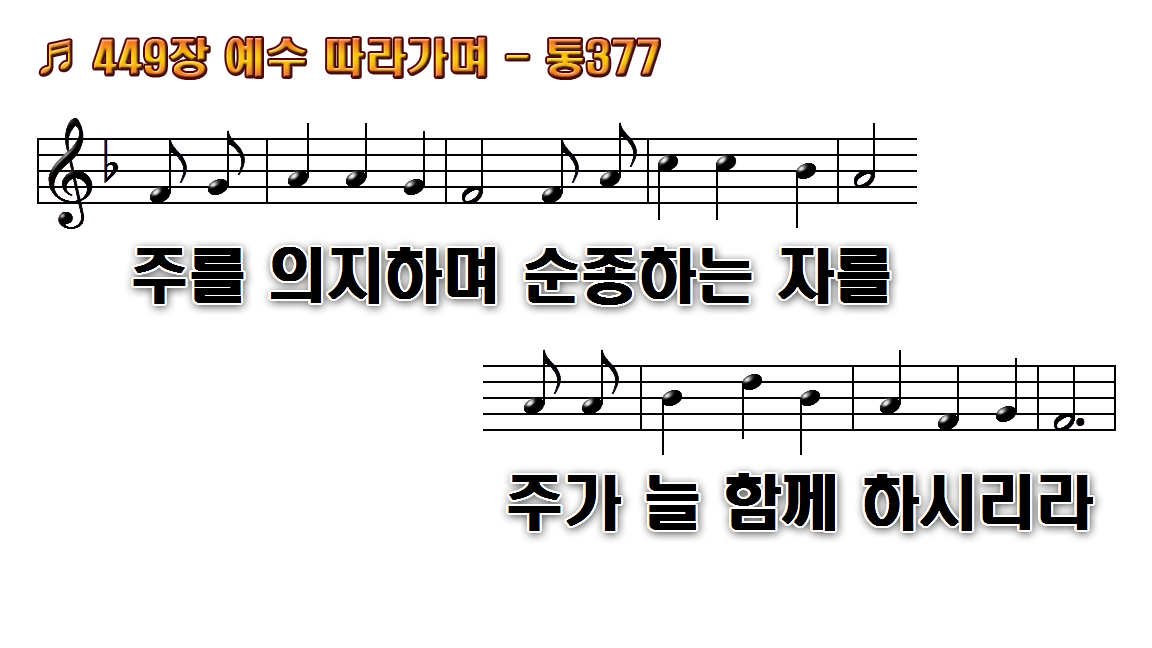 ♬ 449장 예수 따라가며 - 통377
주를 의지하며 순종하는 자를
주가 늘 함께 하시리라